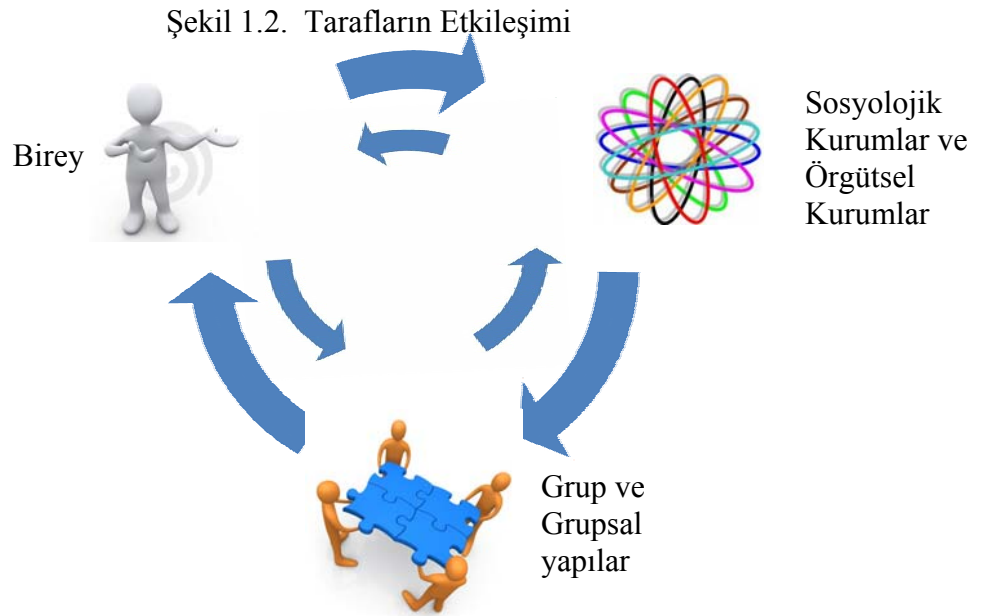 Şekil 1.2. Tarafların Etkileşimi
Birey
Sosyolojik
Kurumlar ve
Örgütsel
Kurumlar
Grup ve
Grupsal
yapılar